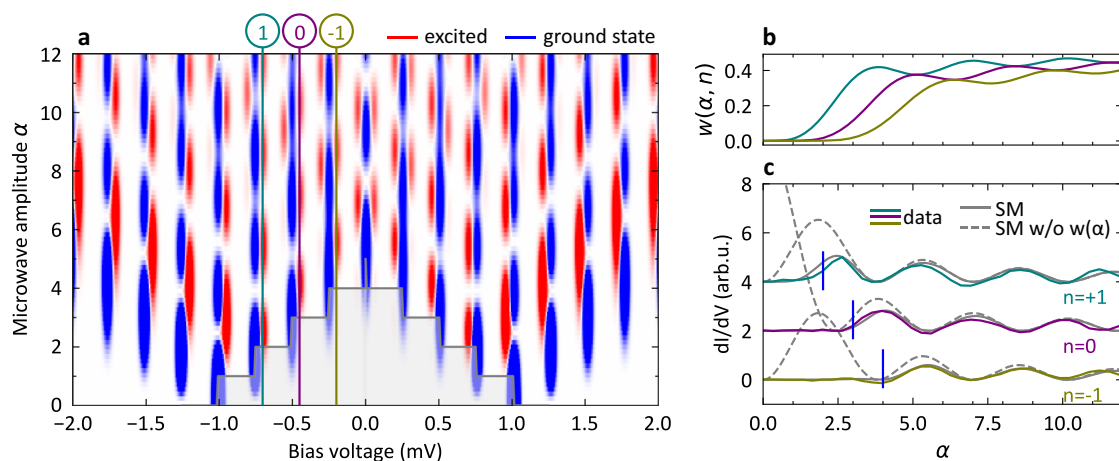 a
1
0
-1
excited
ground state
12
10
8
6
4
2
0
Microwave amplitude α
−2.0
−1.5
−1.0
−0.5
0.0
0.5
1.0
1.5
2.0
Bias voltage (mV)
b
0.4
0.2
0.0
w(α, n)
c
8
6
4
2
0
dI/dV (arb.u.)
data
SM
SM w/o w(α)
n=+1
n=0
n=-1
0.0
2.5
5.0
7.5
10.0
α